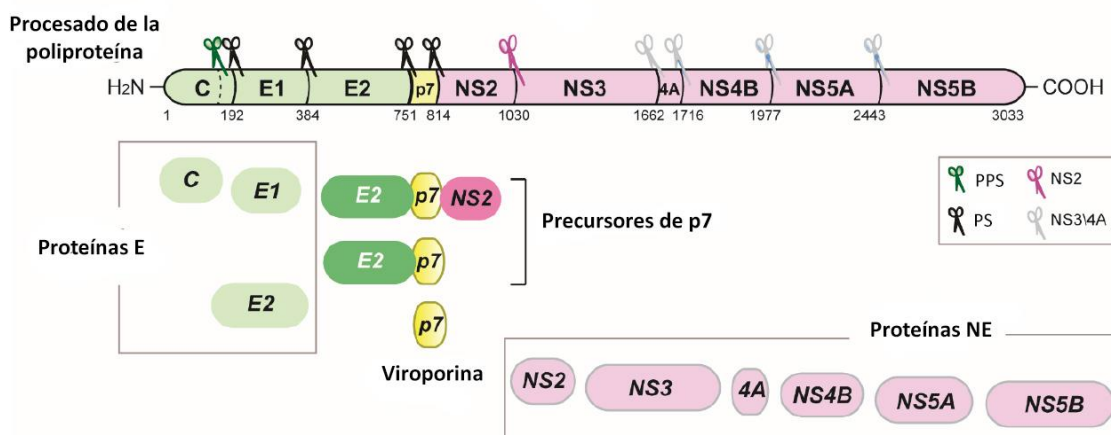 Procesado de la
poliproteína
H₂N
C E1 E2 p7 NS2 NS3 4A NS4B NS5A NS5B
COOH
1 192 384 751 814 1030 1662 1716 1977 2443 3033
C E1
E2 p7 NS2
Proteínas E
Precursores de p7
E2 p7
E2
p7
Viroporina
PPS NS2
PS NS3\4A
Proteínas NE
NS2 NS3 4A NS4B NS5A NS5B